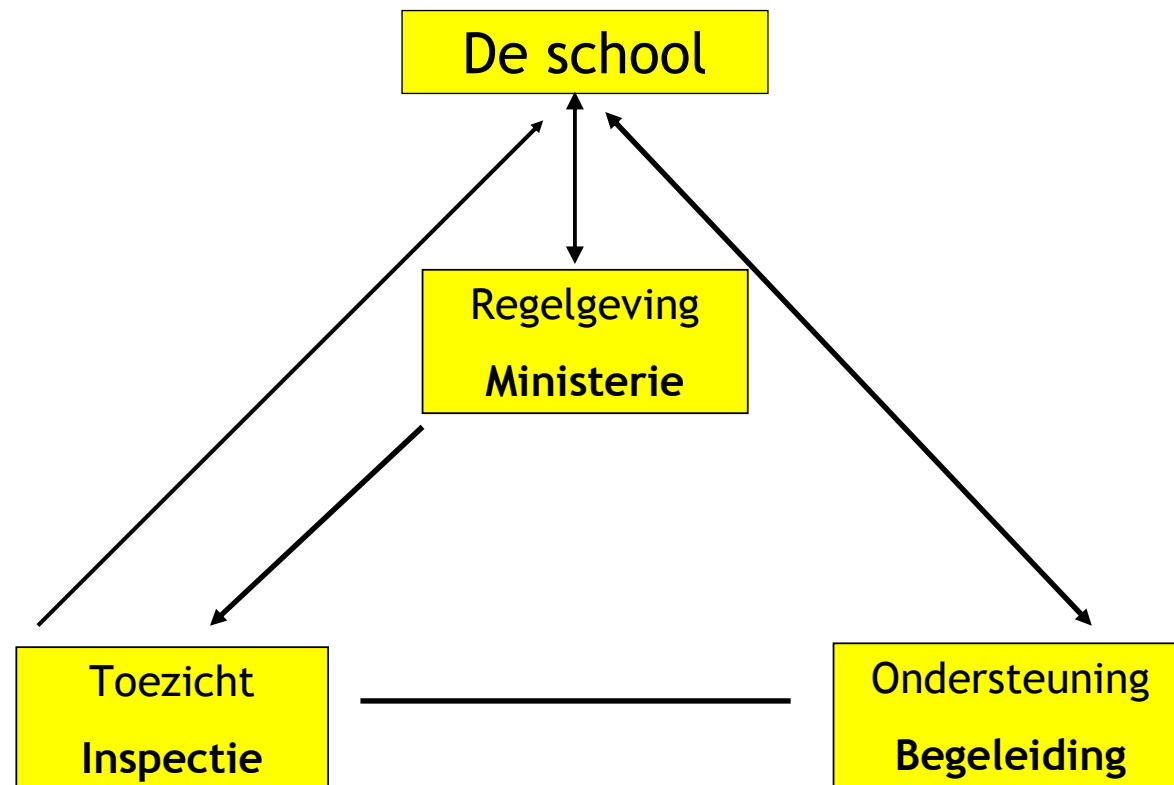 De school
Regelgeving
Ministerie
Toezicht
Inspectie
Ondersteuning
Begeleiding